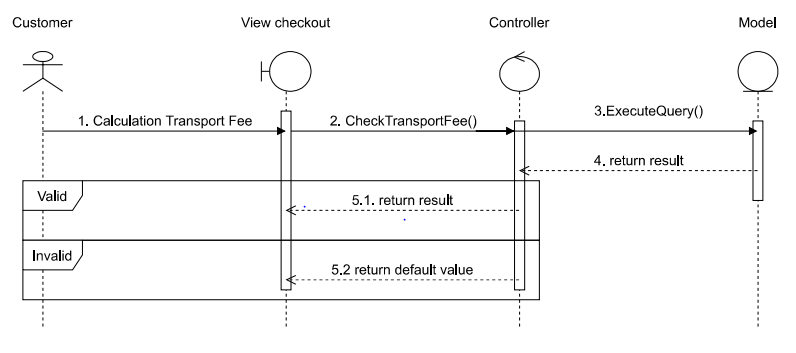 Customer
View checkout
Controller
Model
1. Calculation Transport Fee
2. CheckTransportFee()
3.ExecuteQuery()
4. return result
Valid
5.1. return result
Invalid
5.2 return default value